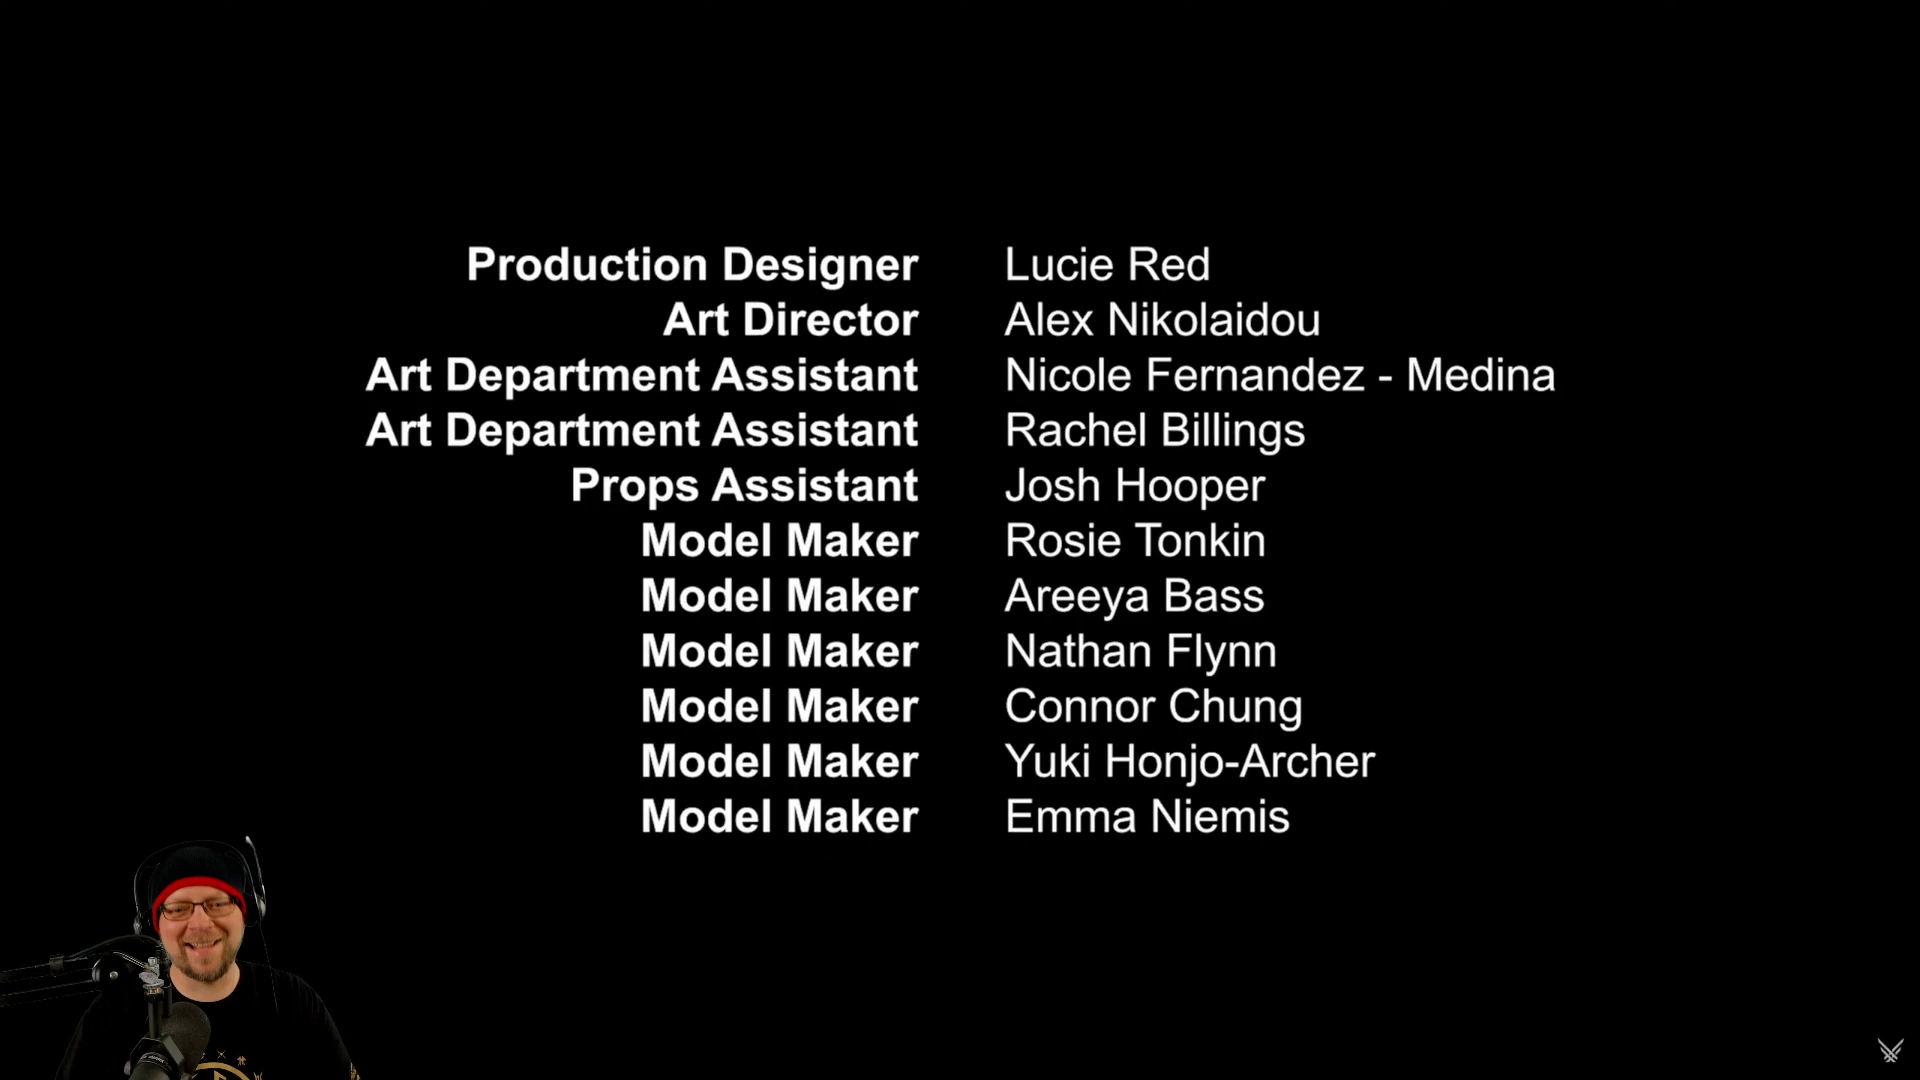 Production Designer Lucie Red
Art Director Alex Nikolaidou
Art Department Assistant Nicole Fernandez - Medina
Art Department Assistant Rachel Billings
Props Assistant Josh Hooper
Model Maker Rosie Tonkin
Model Maker Areeya Bass
Model Maker Nathan Flynn
Model Maker Connor Chung
Model Maker Yuki Honjo-Archer
Model Maker Emma Niemis